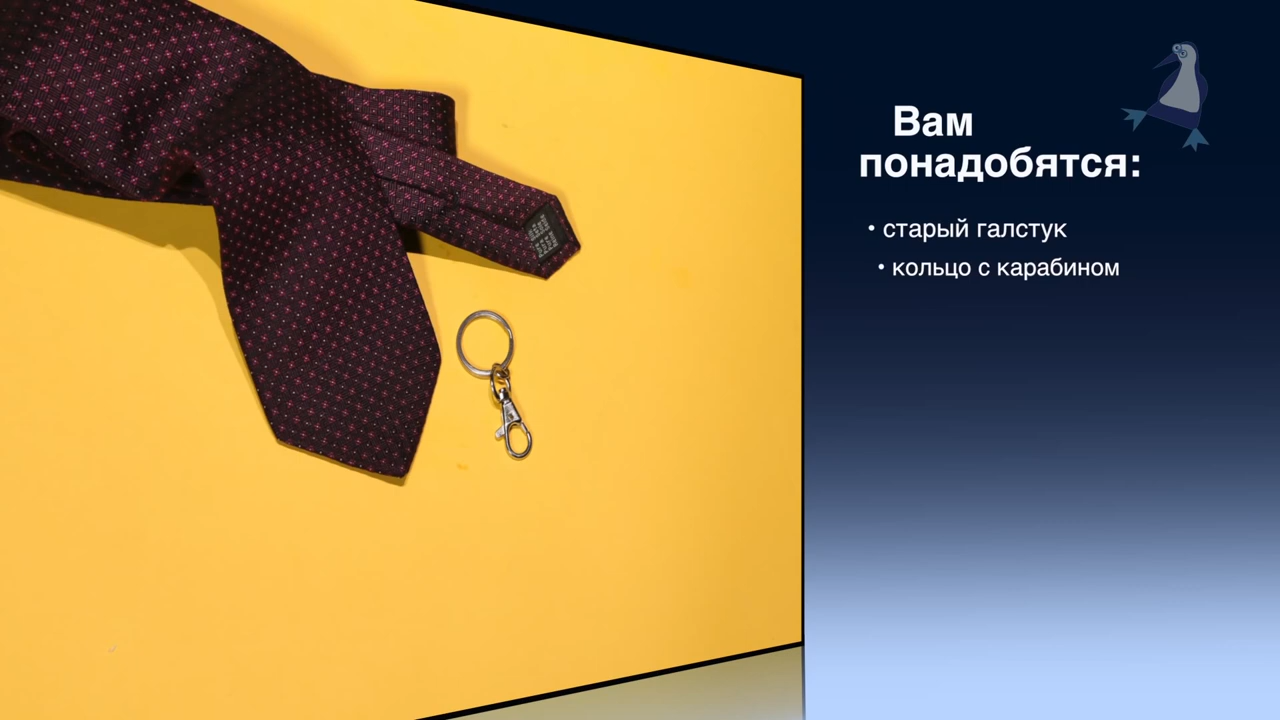 Вам
понадобятся:
• старый галстук
• кольцо с карабином